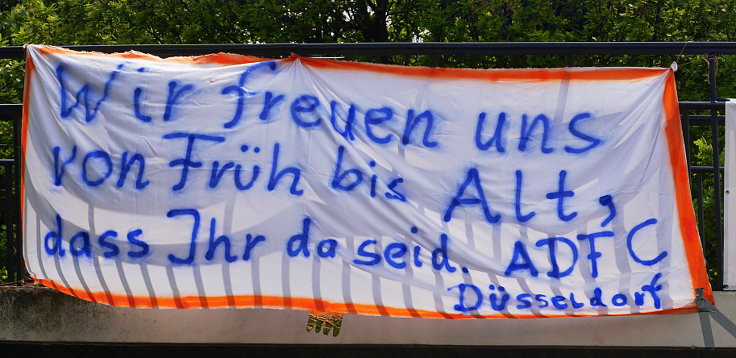 Wir freuen uns
von Früh bis Alt,
dass Ihr da seid. ADFC
Düsseldorf